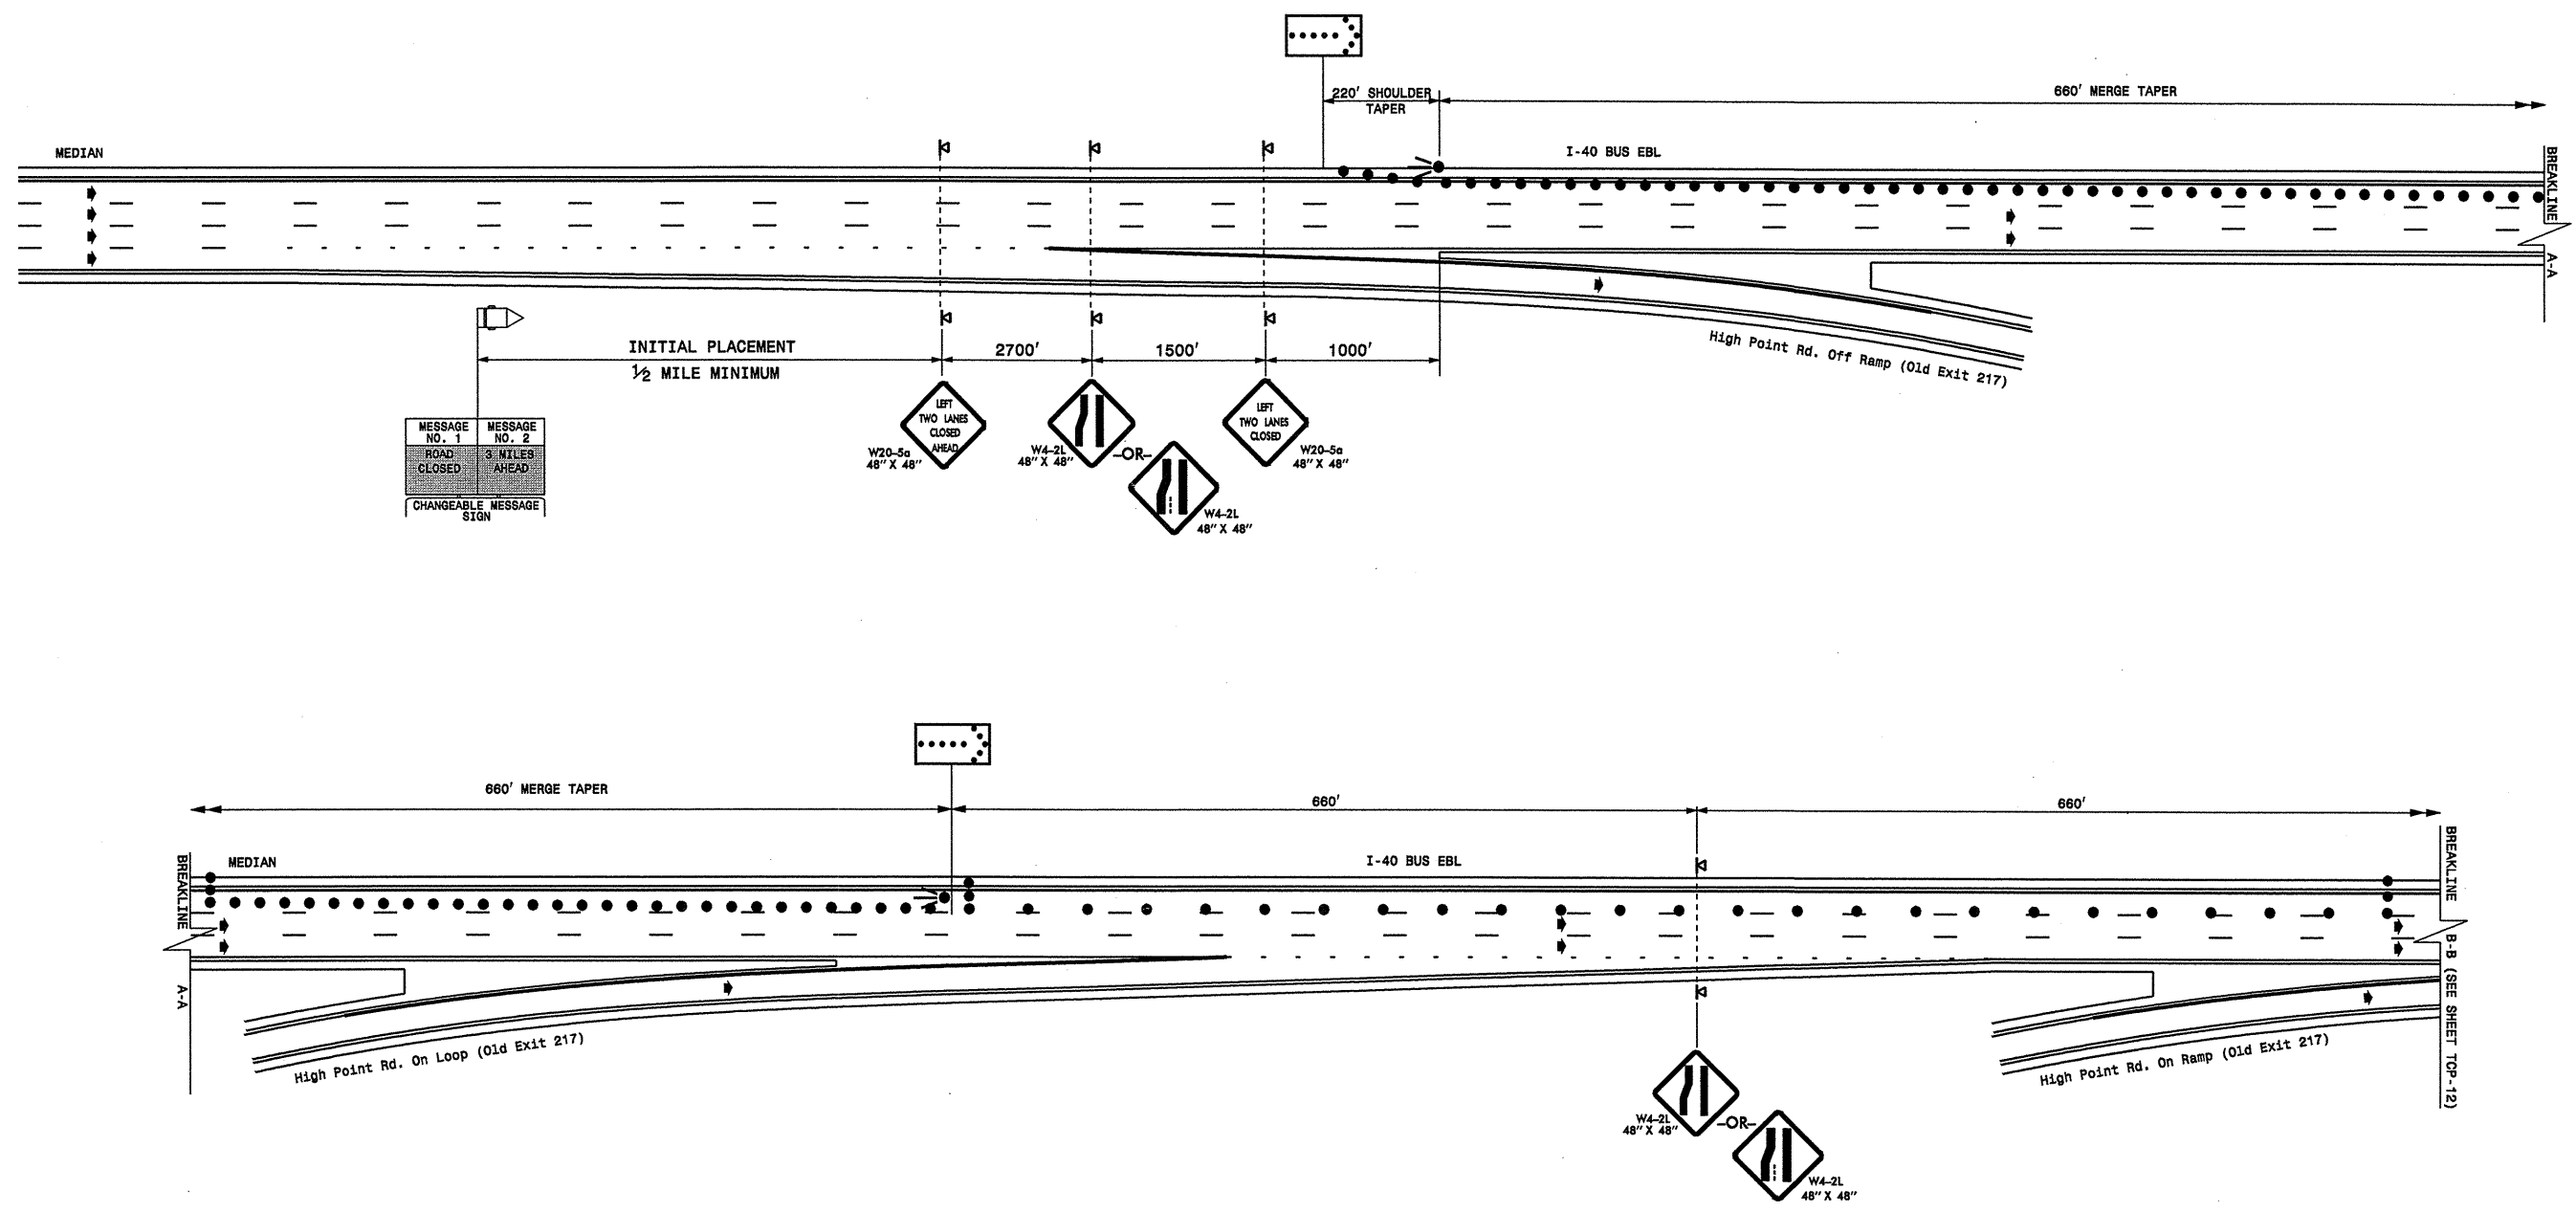 220' SHOULDER
TAPER
660' MERGE TAPER
MEDIAN
I-40 BUS EBL
BREAKLINE
A-A
High Point Rd. Off Ramp (Old Exit 217)
INITIAL PLACEMENT
1/2 MILE MINIMUM
2700'
1500'
1000'
MESSAGE NO. 1
MESSAGE NO. 2
ROAD CLOSED
3 MILES AHEAD
CHANGEABLE MESSAGE
SIGN
LEFT
TWO LANES
CLOSED
AHEAD
W20-5a
48" X 48"
W4-2L
48" X 48"
-OR-
W4-2L
48" X 48"
LEFT
TWO LANES
CLOSED
W20-5a
48" X 48"
660' MERGE TAPER
660'
660'
BREAKLINE
A-A
MEDIAN
I-40 BUS EBL
BREAKLINE
B-B (SEE SHEET TCP-12)
High Point Rd. On Loop (Old Exit 217)
High Point Rd. On Ramp (Old Exit 217)
W4-2L
48" X 48"
-OR-
W4-2L
48" X 48"